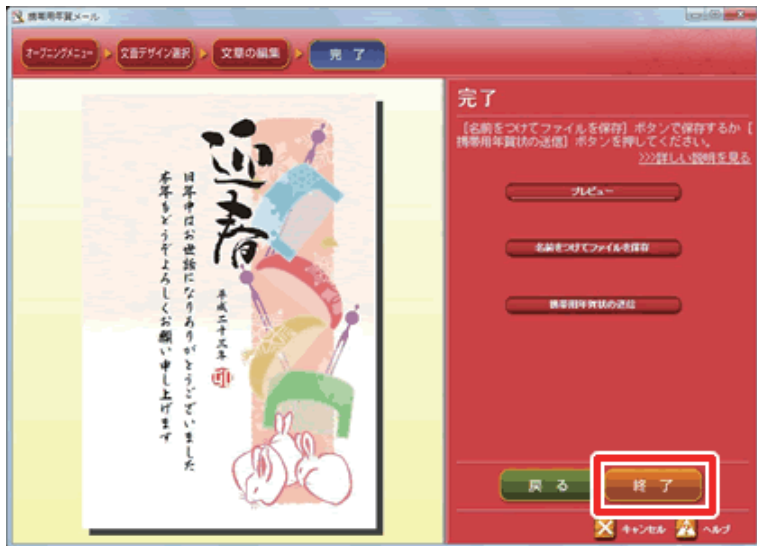 携帯用年賀メール
オープニングメニュー
文面デザイン選択
文章の編集
完 了
迎春
旧年中はお世話になりありがとうございました
本年もどうぞよろしくお願い申し上げます
平成二十三年
卯
完了
[名前をつけてファイルを保存] ボタンで保存するか [
携帯用年賀状の送信] ボタンを押してください。
>>>詳しい説明を見る
プレビュー
名前をつけてファイルを保存
携帯用年賀状の送信
戻 る
終 了
キャンセル
ヘルプ